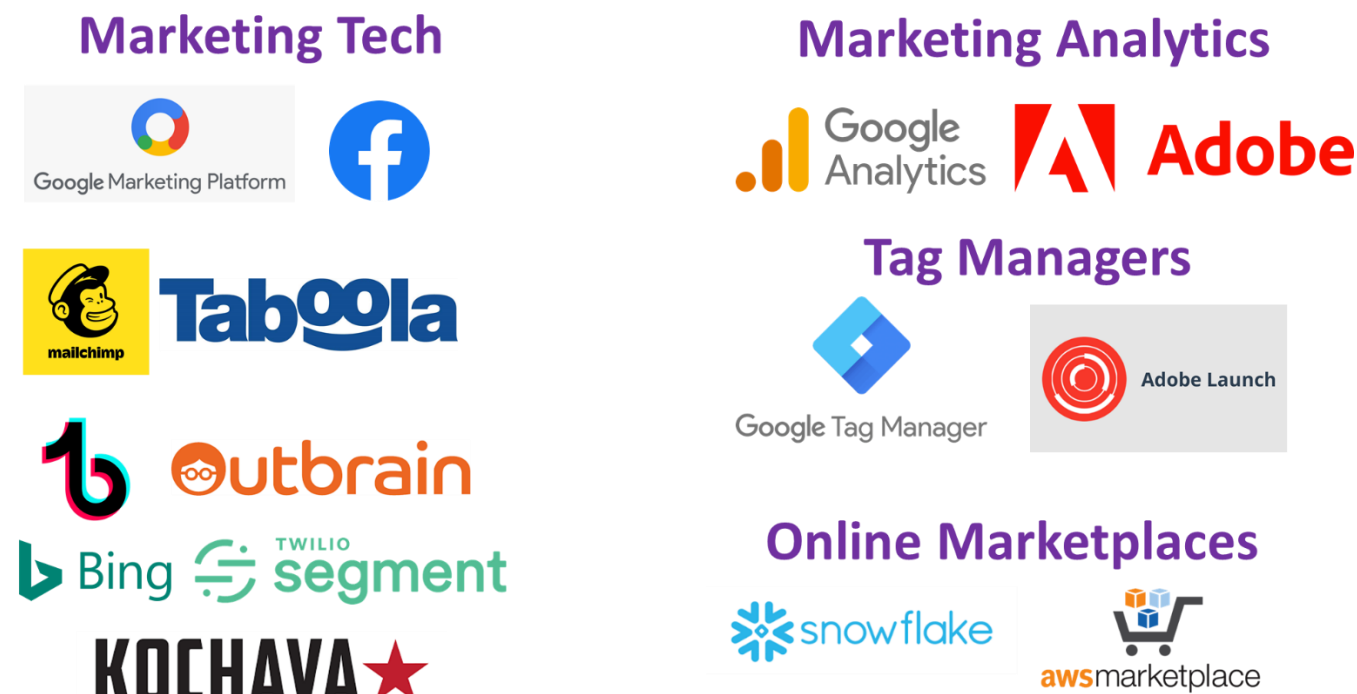 Marketing Tech
Google Marketing Platform
mailchimp
Taboola
Outbrain
Bing
TWILIO
segment
KOCHAVA
Marketing Analytics
Google
Analytics
Adobe
Tag Managers
Google Tag Manager
Adobe Launch
Online Marketplaces
snowflake
awsmarketplace